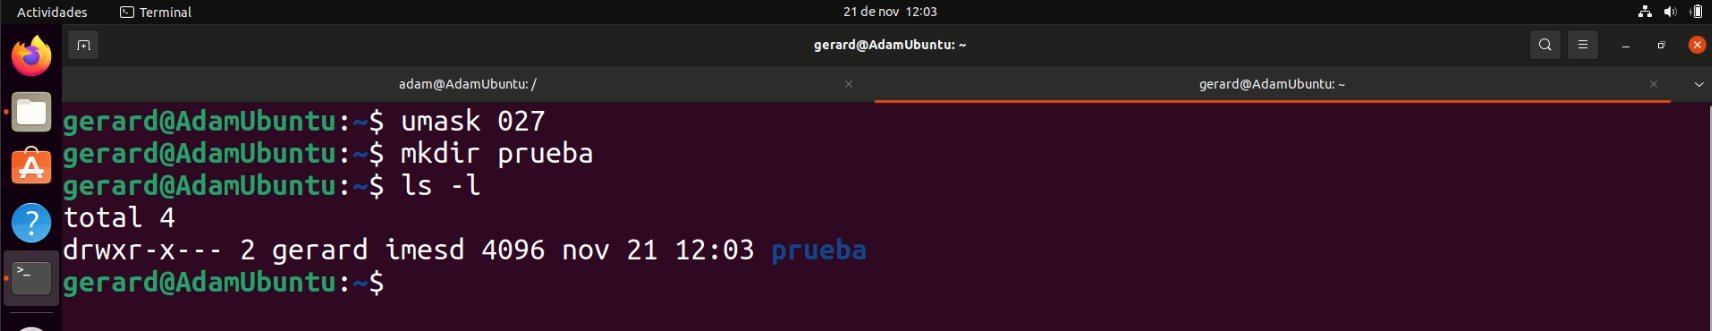 Actividades Terminal 21 de nov 12:03
gerard@AdamUbuntu: ~
adam@AdamUbuntu: / gerard@AdamUbuntu: ~
gerard@AdamUbuntu:~$ umask 027
gerard@AdamUbuntu:~$ mkdir prueba
gerard@AdamUbuntu:~$ ls -l
total 4
drwxr-x--- 2 gerard imesd 4096 nov 21 12:03 prueba
gerard@AdamUbuntu:~$